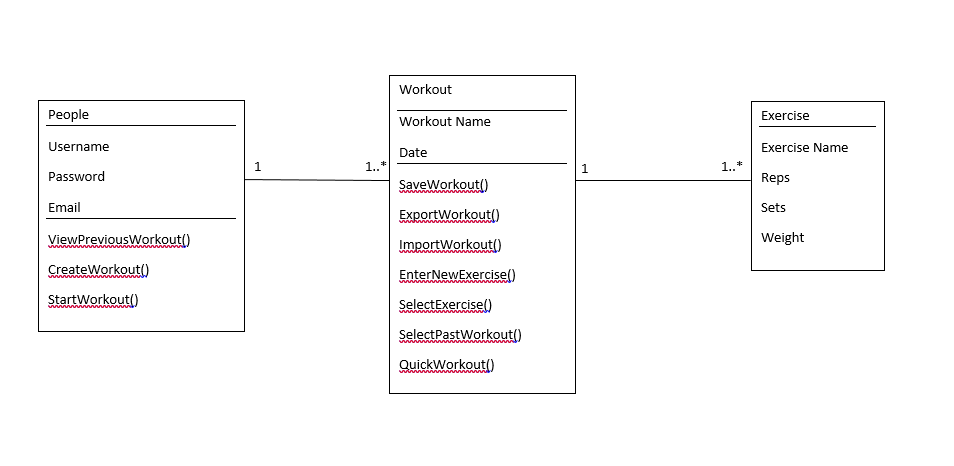 People
Username
Password
Email
ViewPreviousWorkout()
CreateWorkout()
StartWorkout()
1
1..*
Workout
Workout Name
Date
SaveWorkout()
ExportWorkout()
ImportWorkout()
EnterNewExercise()
SelectExercise()
SelectPastWorkout()
QuickWorkout()
1
1..*
Exercise
Exercise Name
Reps
Sets
Weight